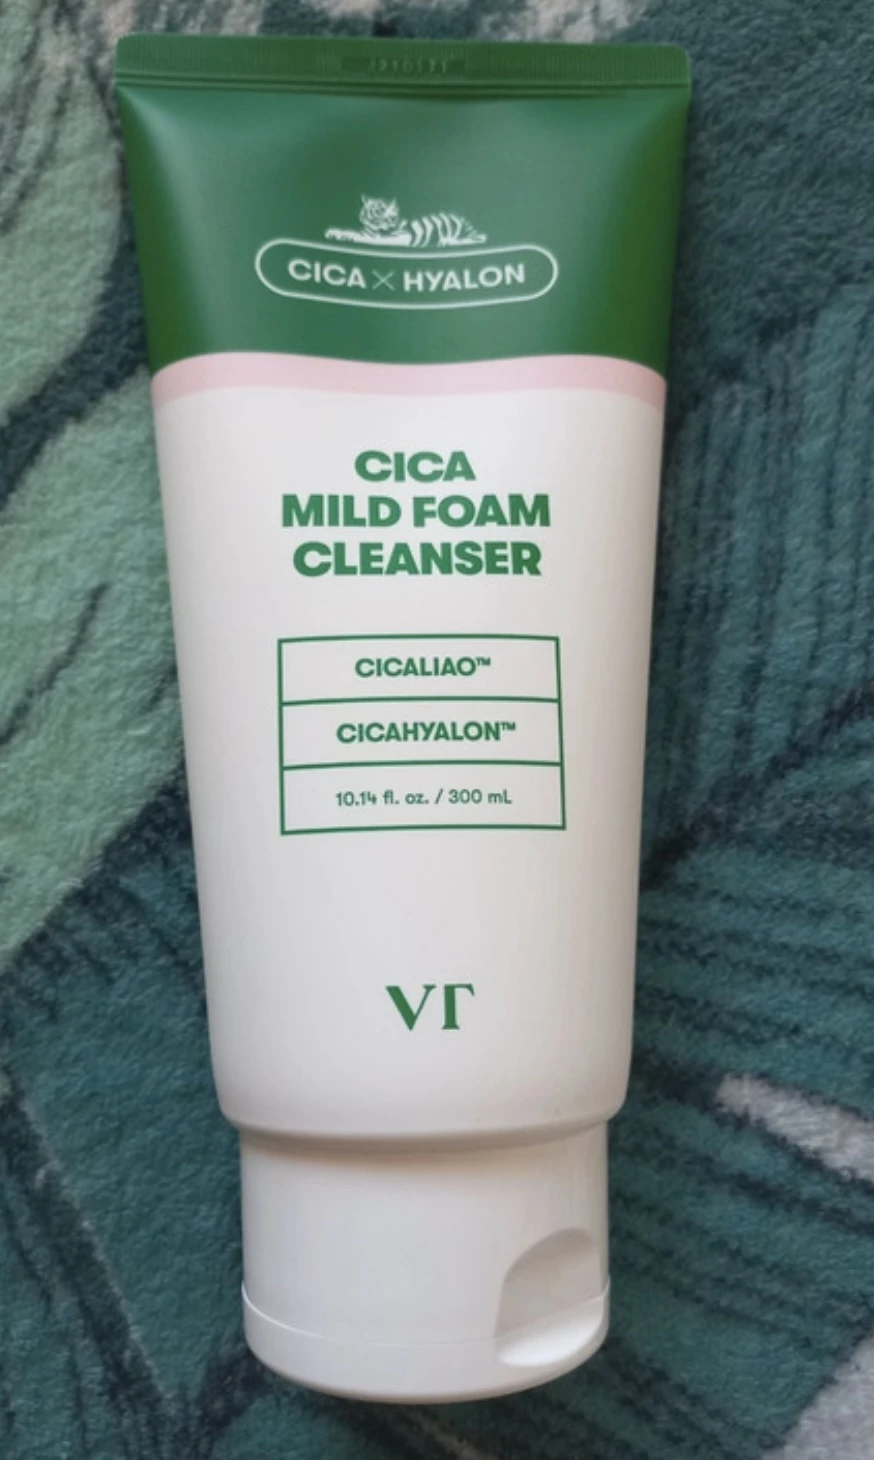 CICA × HYALON
CICA
MILD FOAM
CLEANSER
CICALIAO™
CICAHYALON™
10.14 fl. oz. / 300 mL
VT